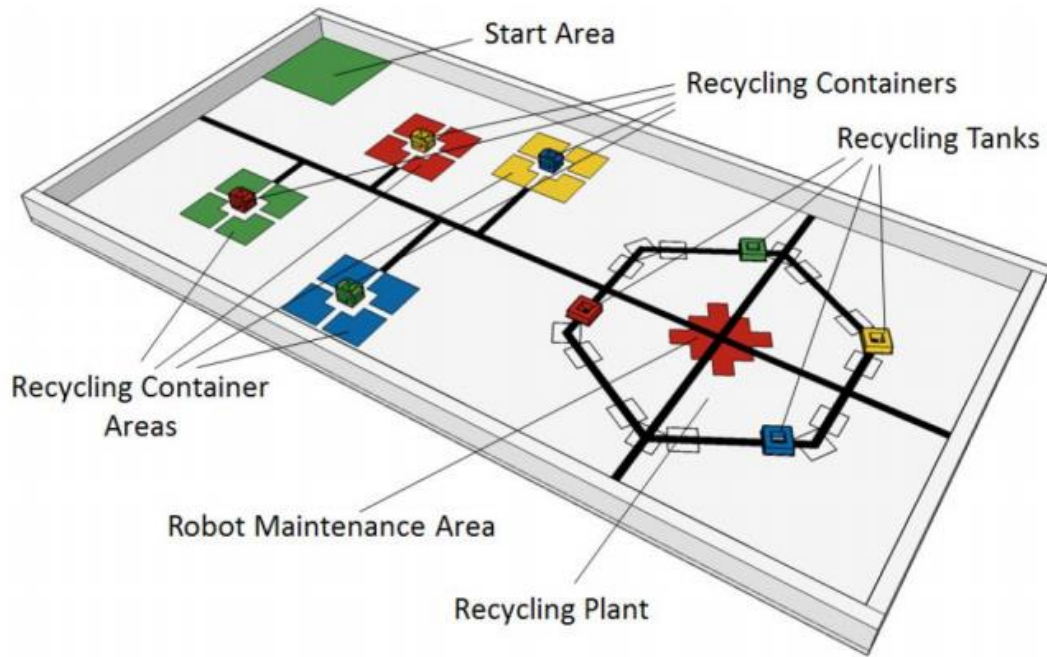 Start Area
Recycling Containers
Recycling Tanks
Recycling Container
Areas
Robot Maintenance Area
Recycling Plant